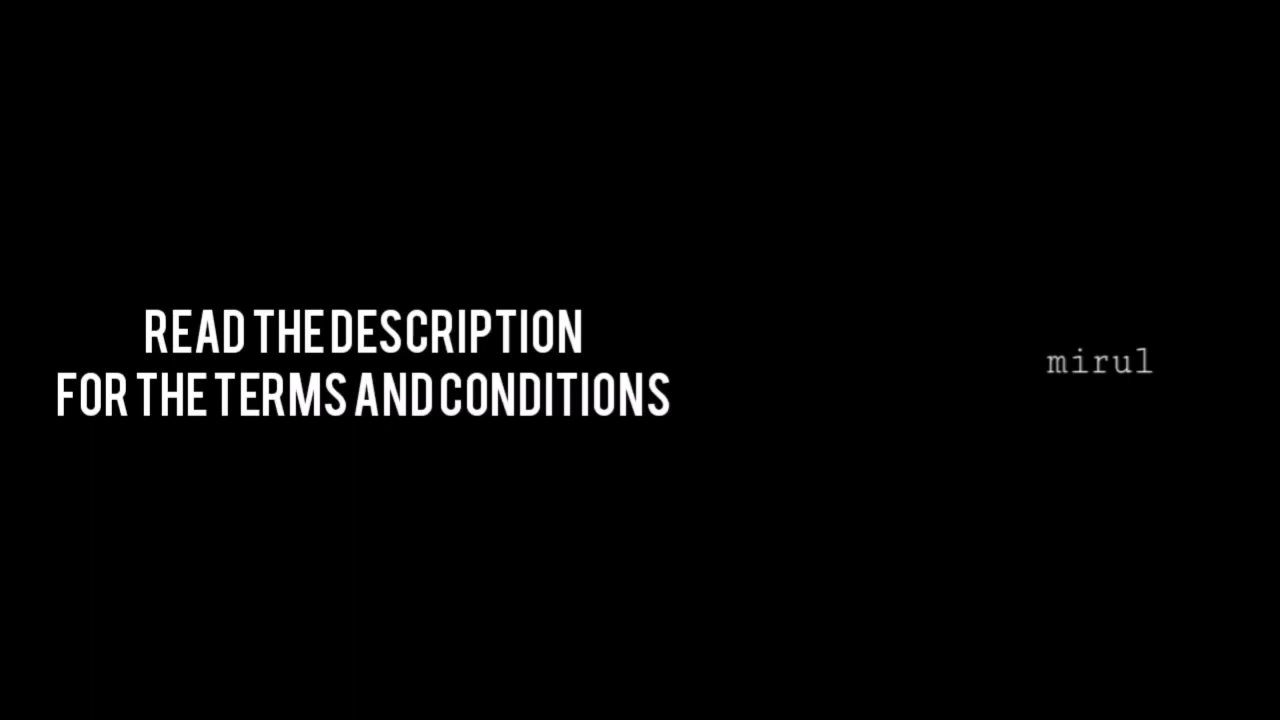 READ THE DESCRIPTION
FOR THE TERMS AND CONDITIONS
mirul